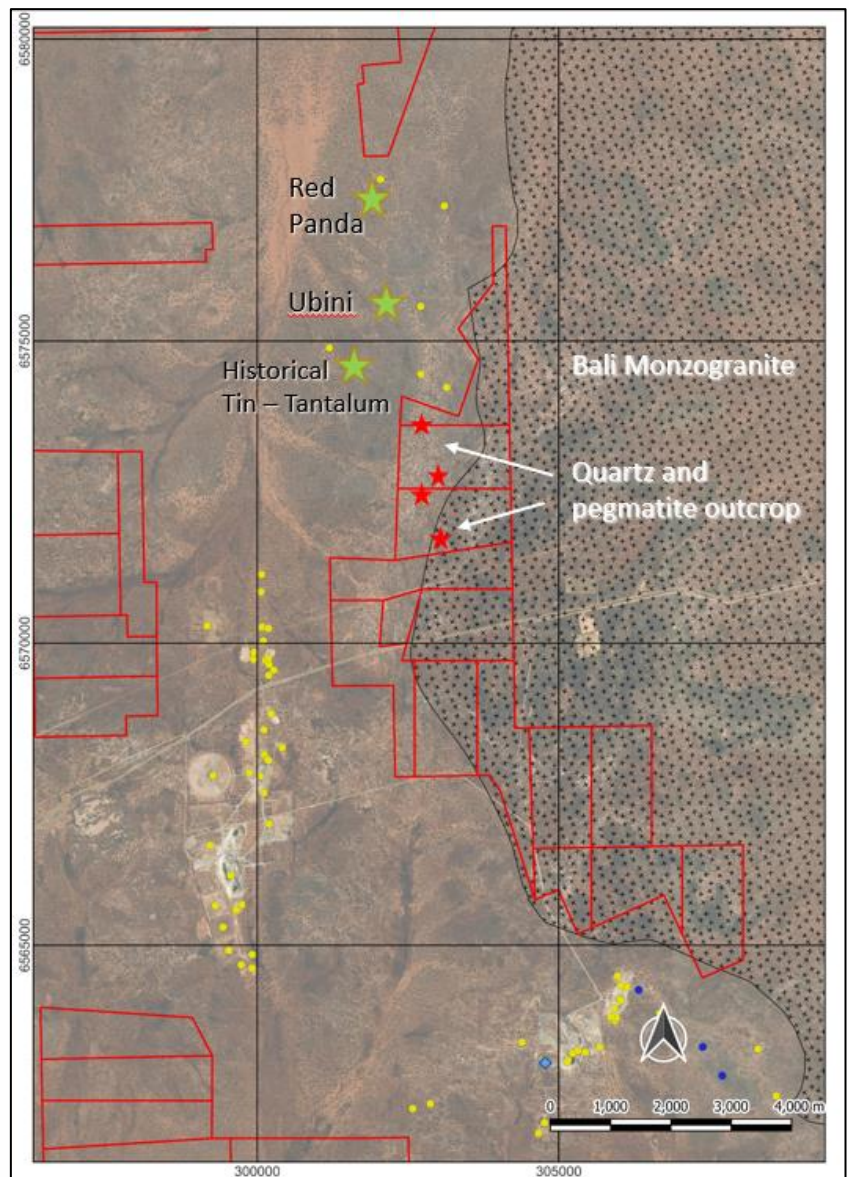 6580000
Red
Panda
Ubini
6575000
Historical
Tin – Tantalum
Bali Monzogranite
Quartz and
pegmatite outcrop
6570000
6565000
0 1,000 2,000 3,000 4,000 m
300000
305000